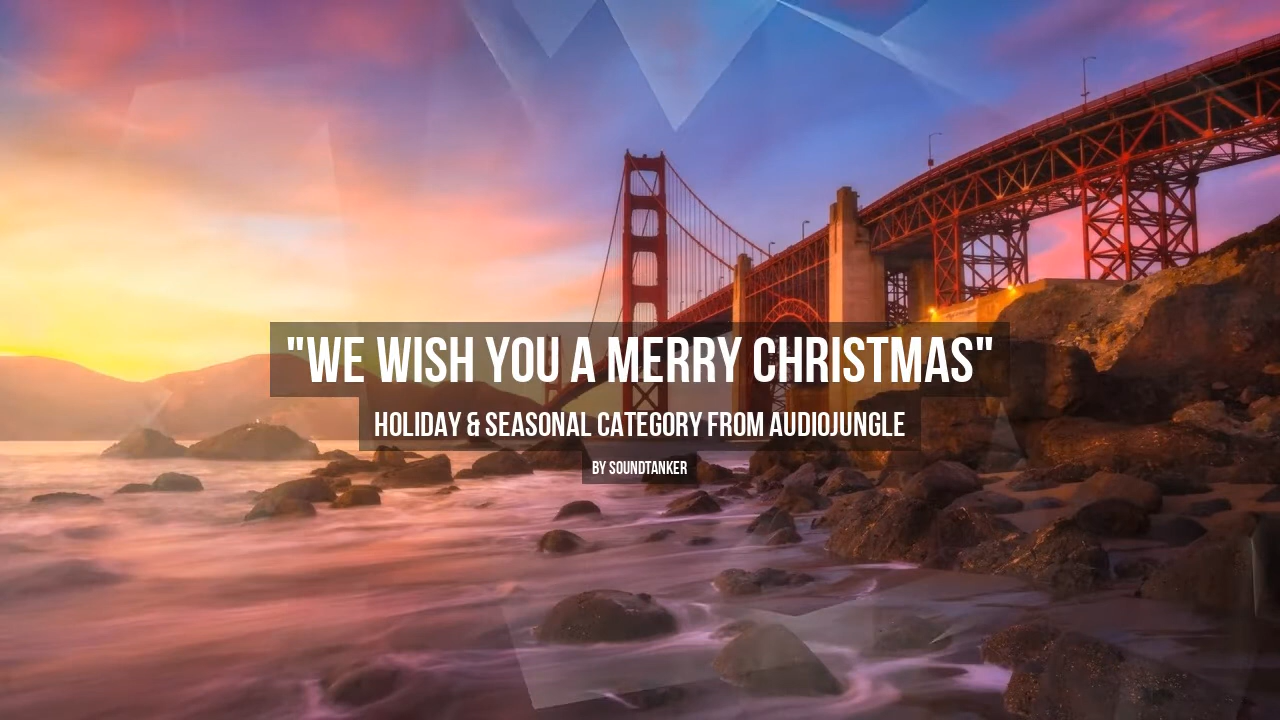 "WE WISH YOU A MERRY CHRISTMAS"
HOLIDAY & SEASONAL CATEGORY FROM AUDIOJUNGLE
BY SOUNDTANKER